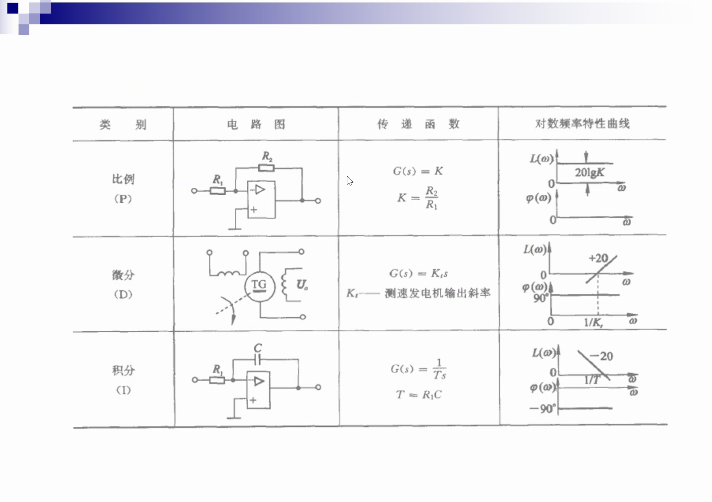 类 别 电 路 图 传 递 函 数 对数频率特性曲线
比例
(P)
R₂
R₁
+
G(s) = K
K = R₂/R₁
L(ω)
20lgK
0
ω
φ(ω)
0
ω
微分
(D)
TG
G(s) = Kₜs
Kₜ—— 测速发电机输出斜率
L(ω)
+20
0
ω
φ(ω)
90°
0
1/Kₜ
ω
积分
(I)
C
R₁
+
G(s) = 1/Ts
T = R₁C
L(ω)
−20
0
1/T
ω
φ(ω)
ω
−90°